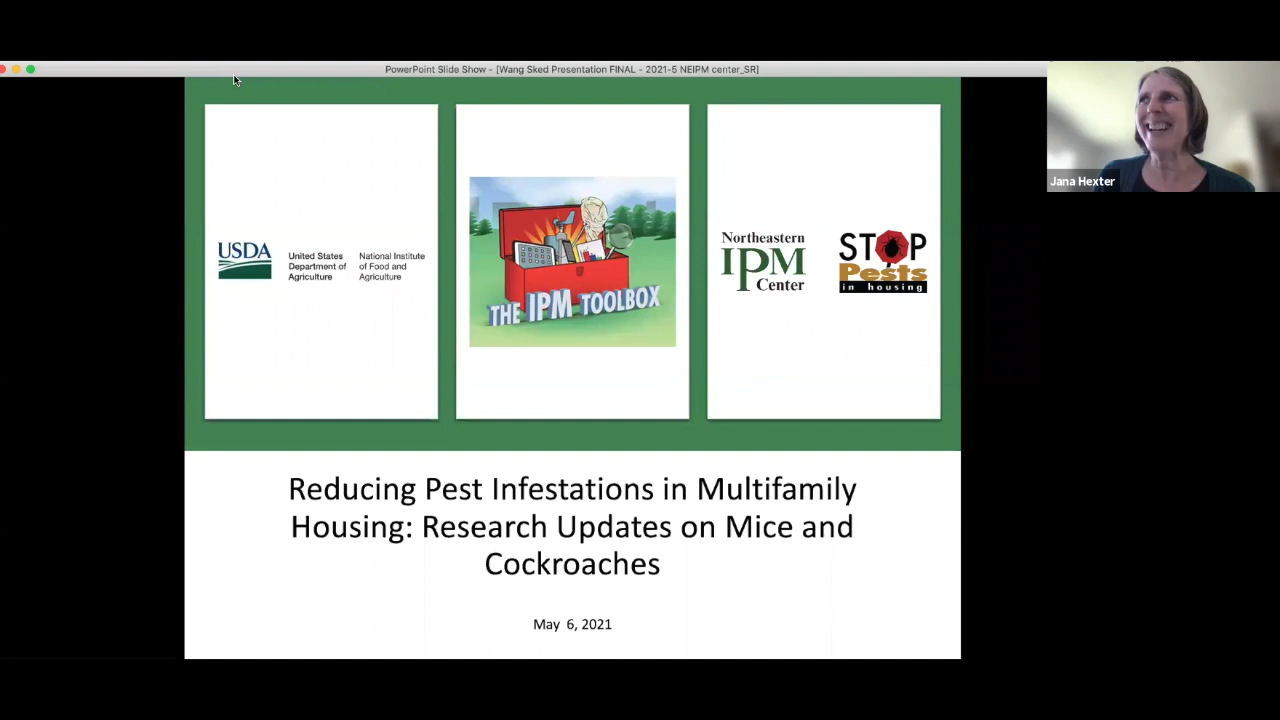 PowerPoint Slide Show - [Wang Sked Presentation FINAL - 2021-5 NEIPM center_SR]
Jana Hexter
USDA
United States
Department of
Agriculture
National Institute
of Food and
Agriculture
THE IPM TOOLBOX
Northeastern
IPM
Center
STOP
Pests
in housing
Reducing Pest Infestations in Multifamily
Housing: Research Updates on Mice and
Cockroaches
May 6, 2021